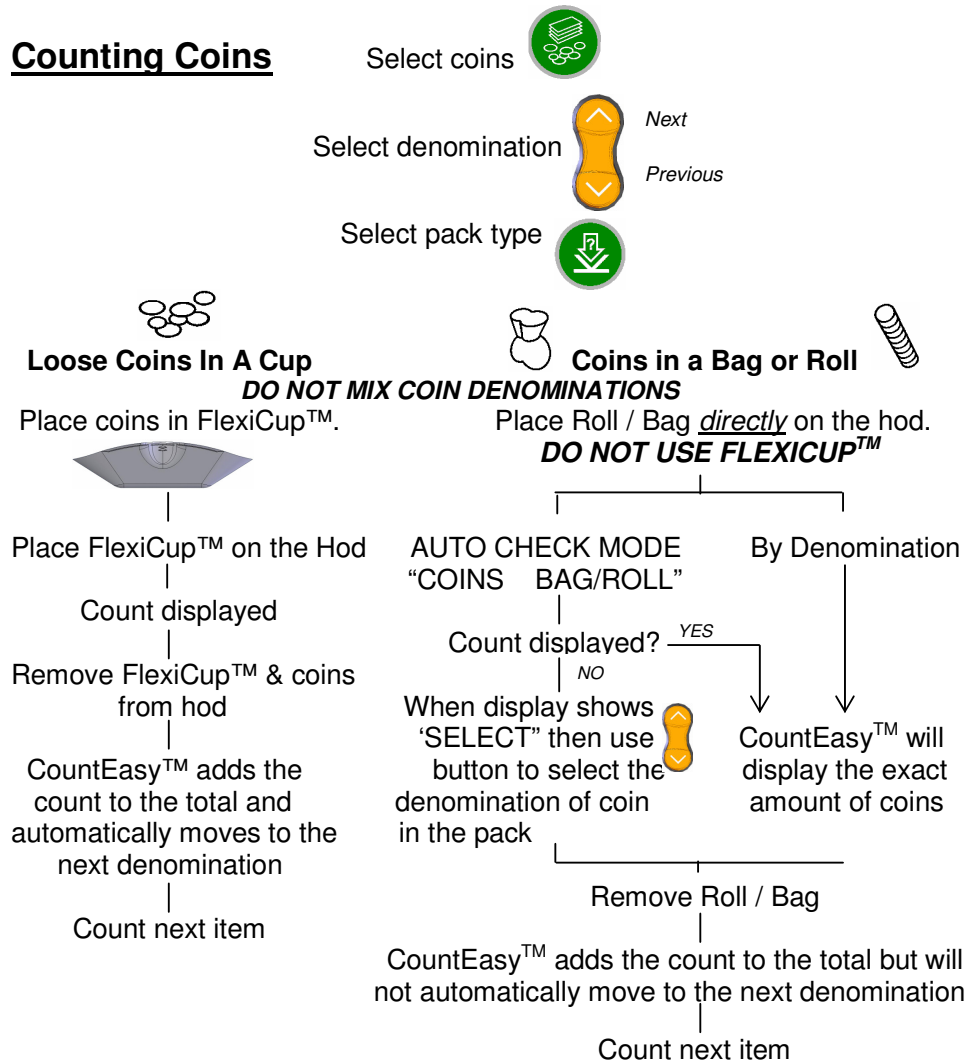 Counting Coins
Select coins
Select denomination
Next
Previous
Select pack type
Loose Coins In A Cup
Coins in a Bag or Roll
DO NOT MIX COIN DENOMINATIONS
Place coins in FlexiCup™.
Place FlexiCup™ on the Hod
Count displayed
Remove FlexiCup™ & coins
from hod
CountEasy™ adds the
count to the total and
automatically moves to the
next denomination
Count next item
Place Roll / Bag directly on the hod.
DO NOT USE FLEXICUP™
AUTO CHECK MODE
“COINS BAG/ROLL”
By Denomination
Count displayed?
YES
NO
When display shows
‘SELECT” then use
button to select the
denomination of coin
in the pack
CountEasy™ will
display the exact
amount of coins
Remove Roll / Bag
CountEasy™ adds the count to the total but will
not automatically move to the next denomination
Count next item